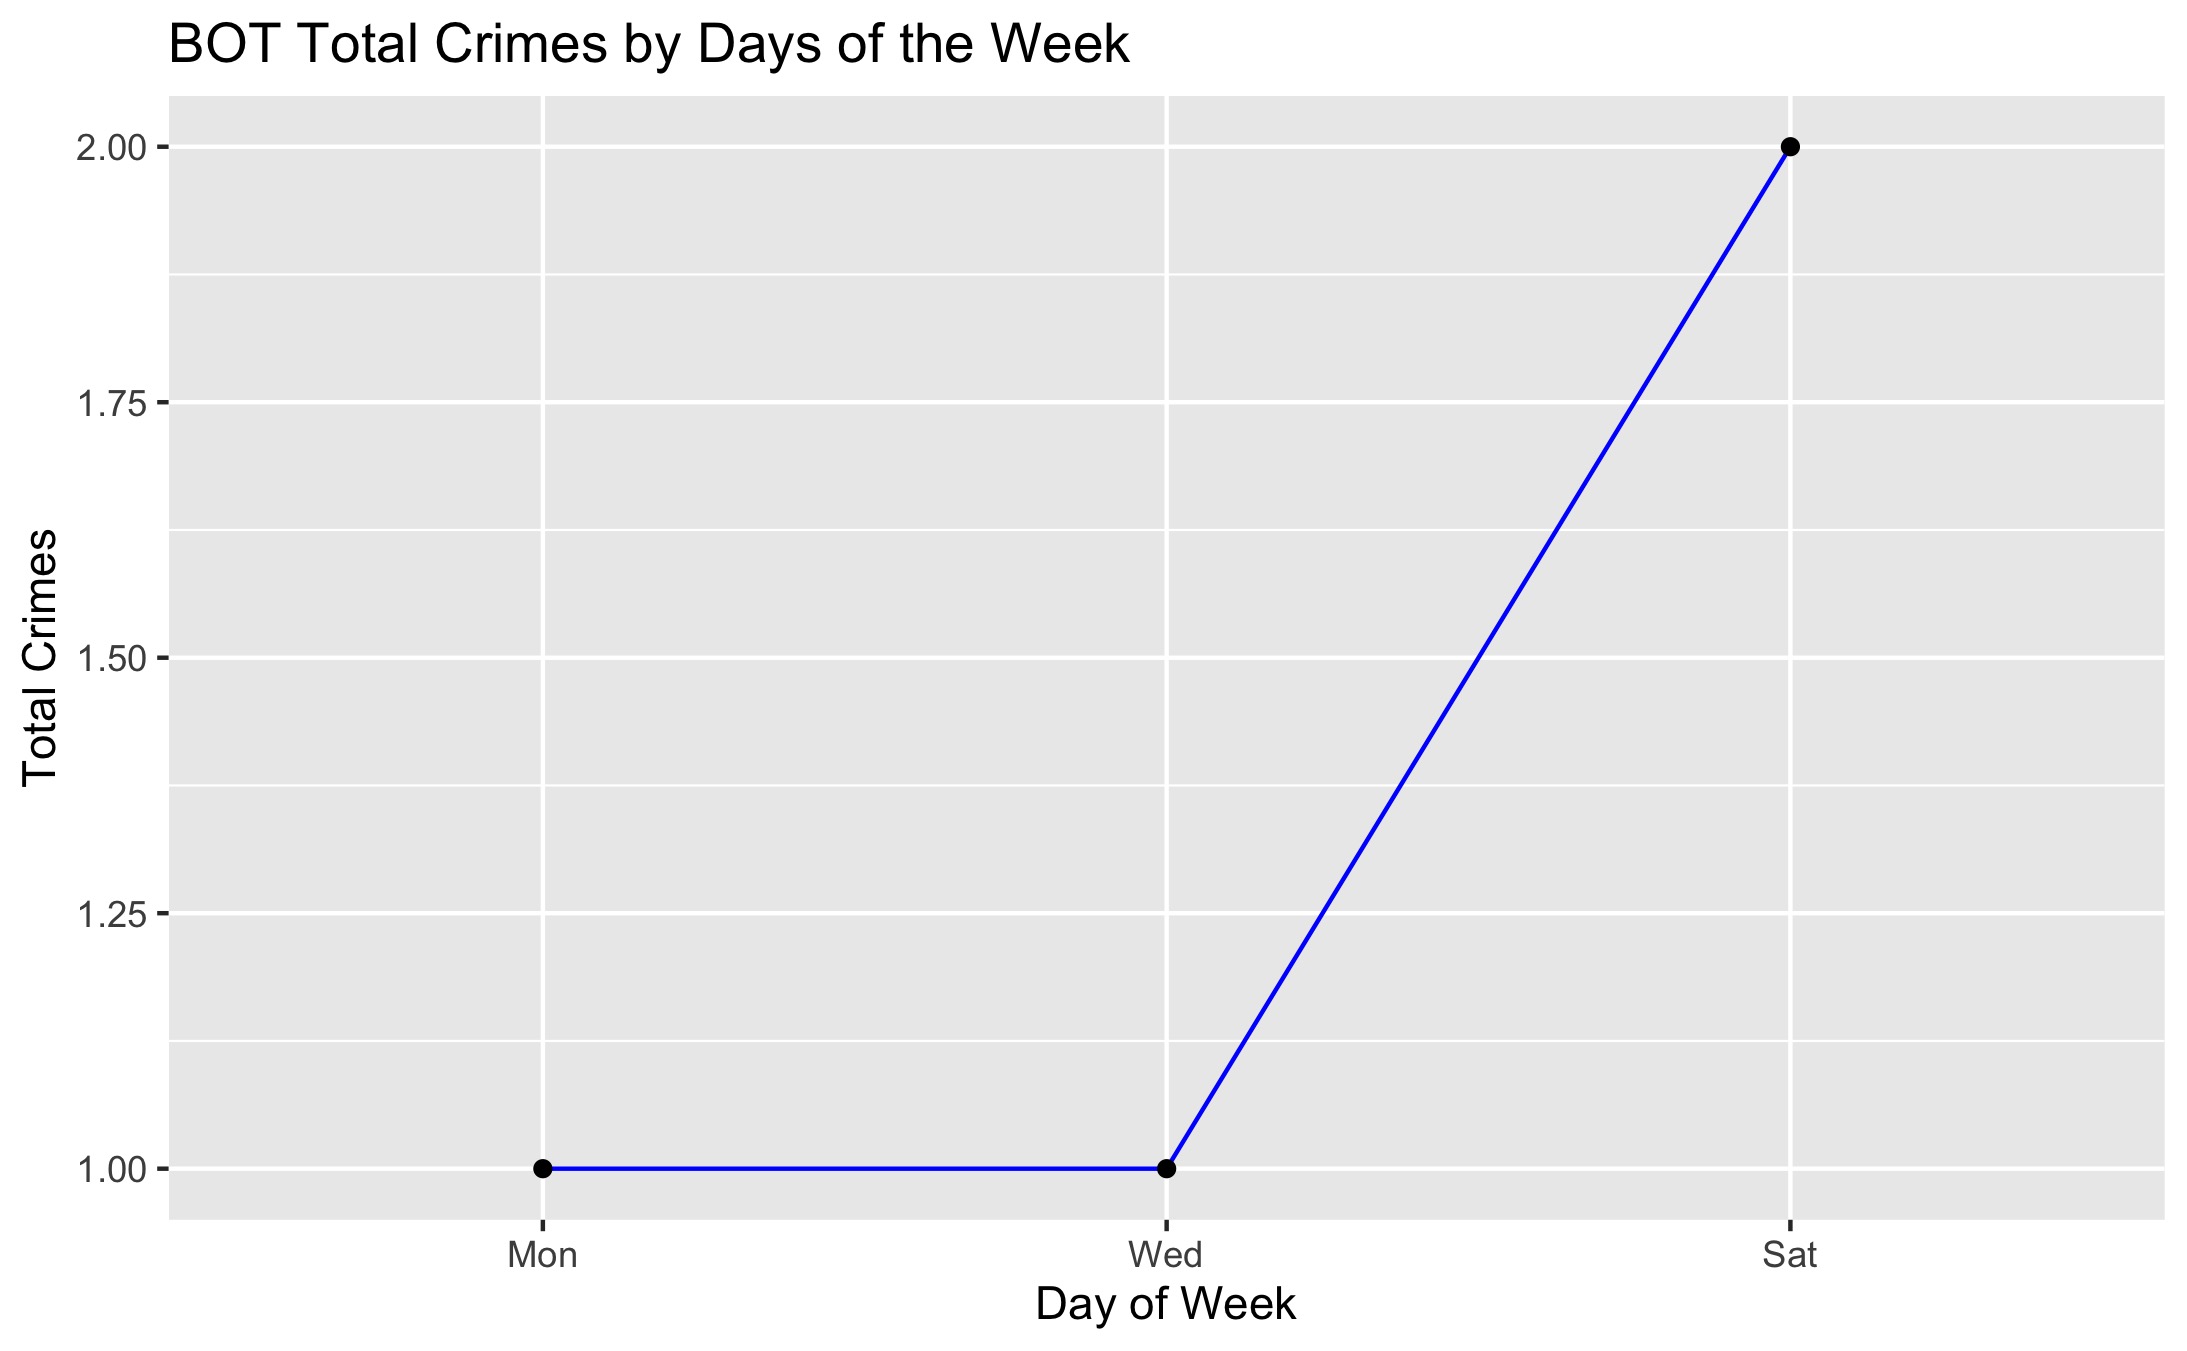 BOT Total Crimes by Days of the Week
Total Crimes
2.00
1.75
1.50
1.25
1.00
Mon Wed Sat
Day of Week